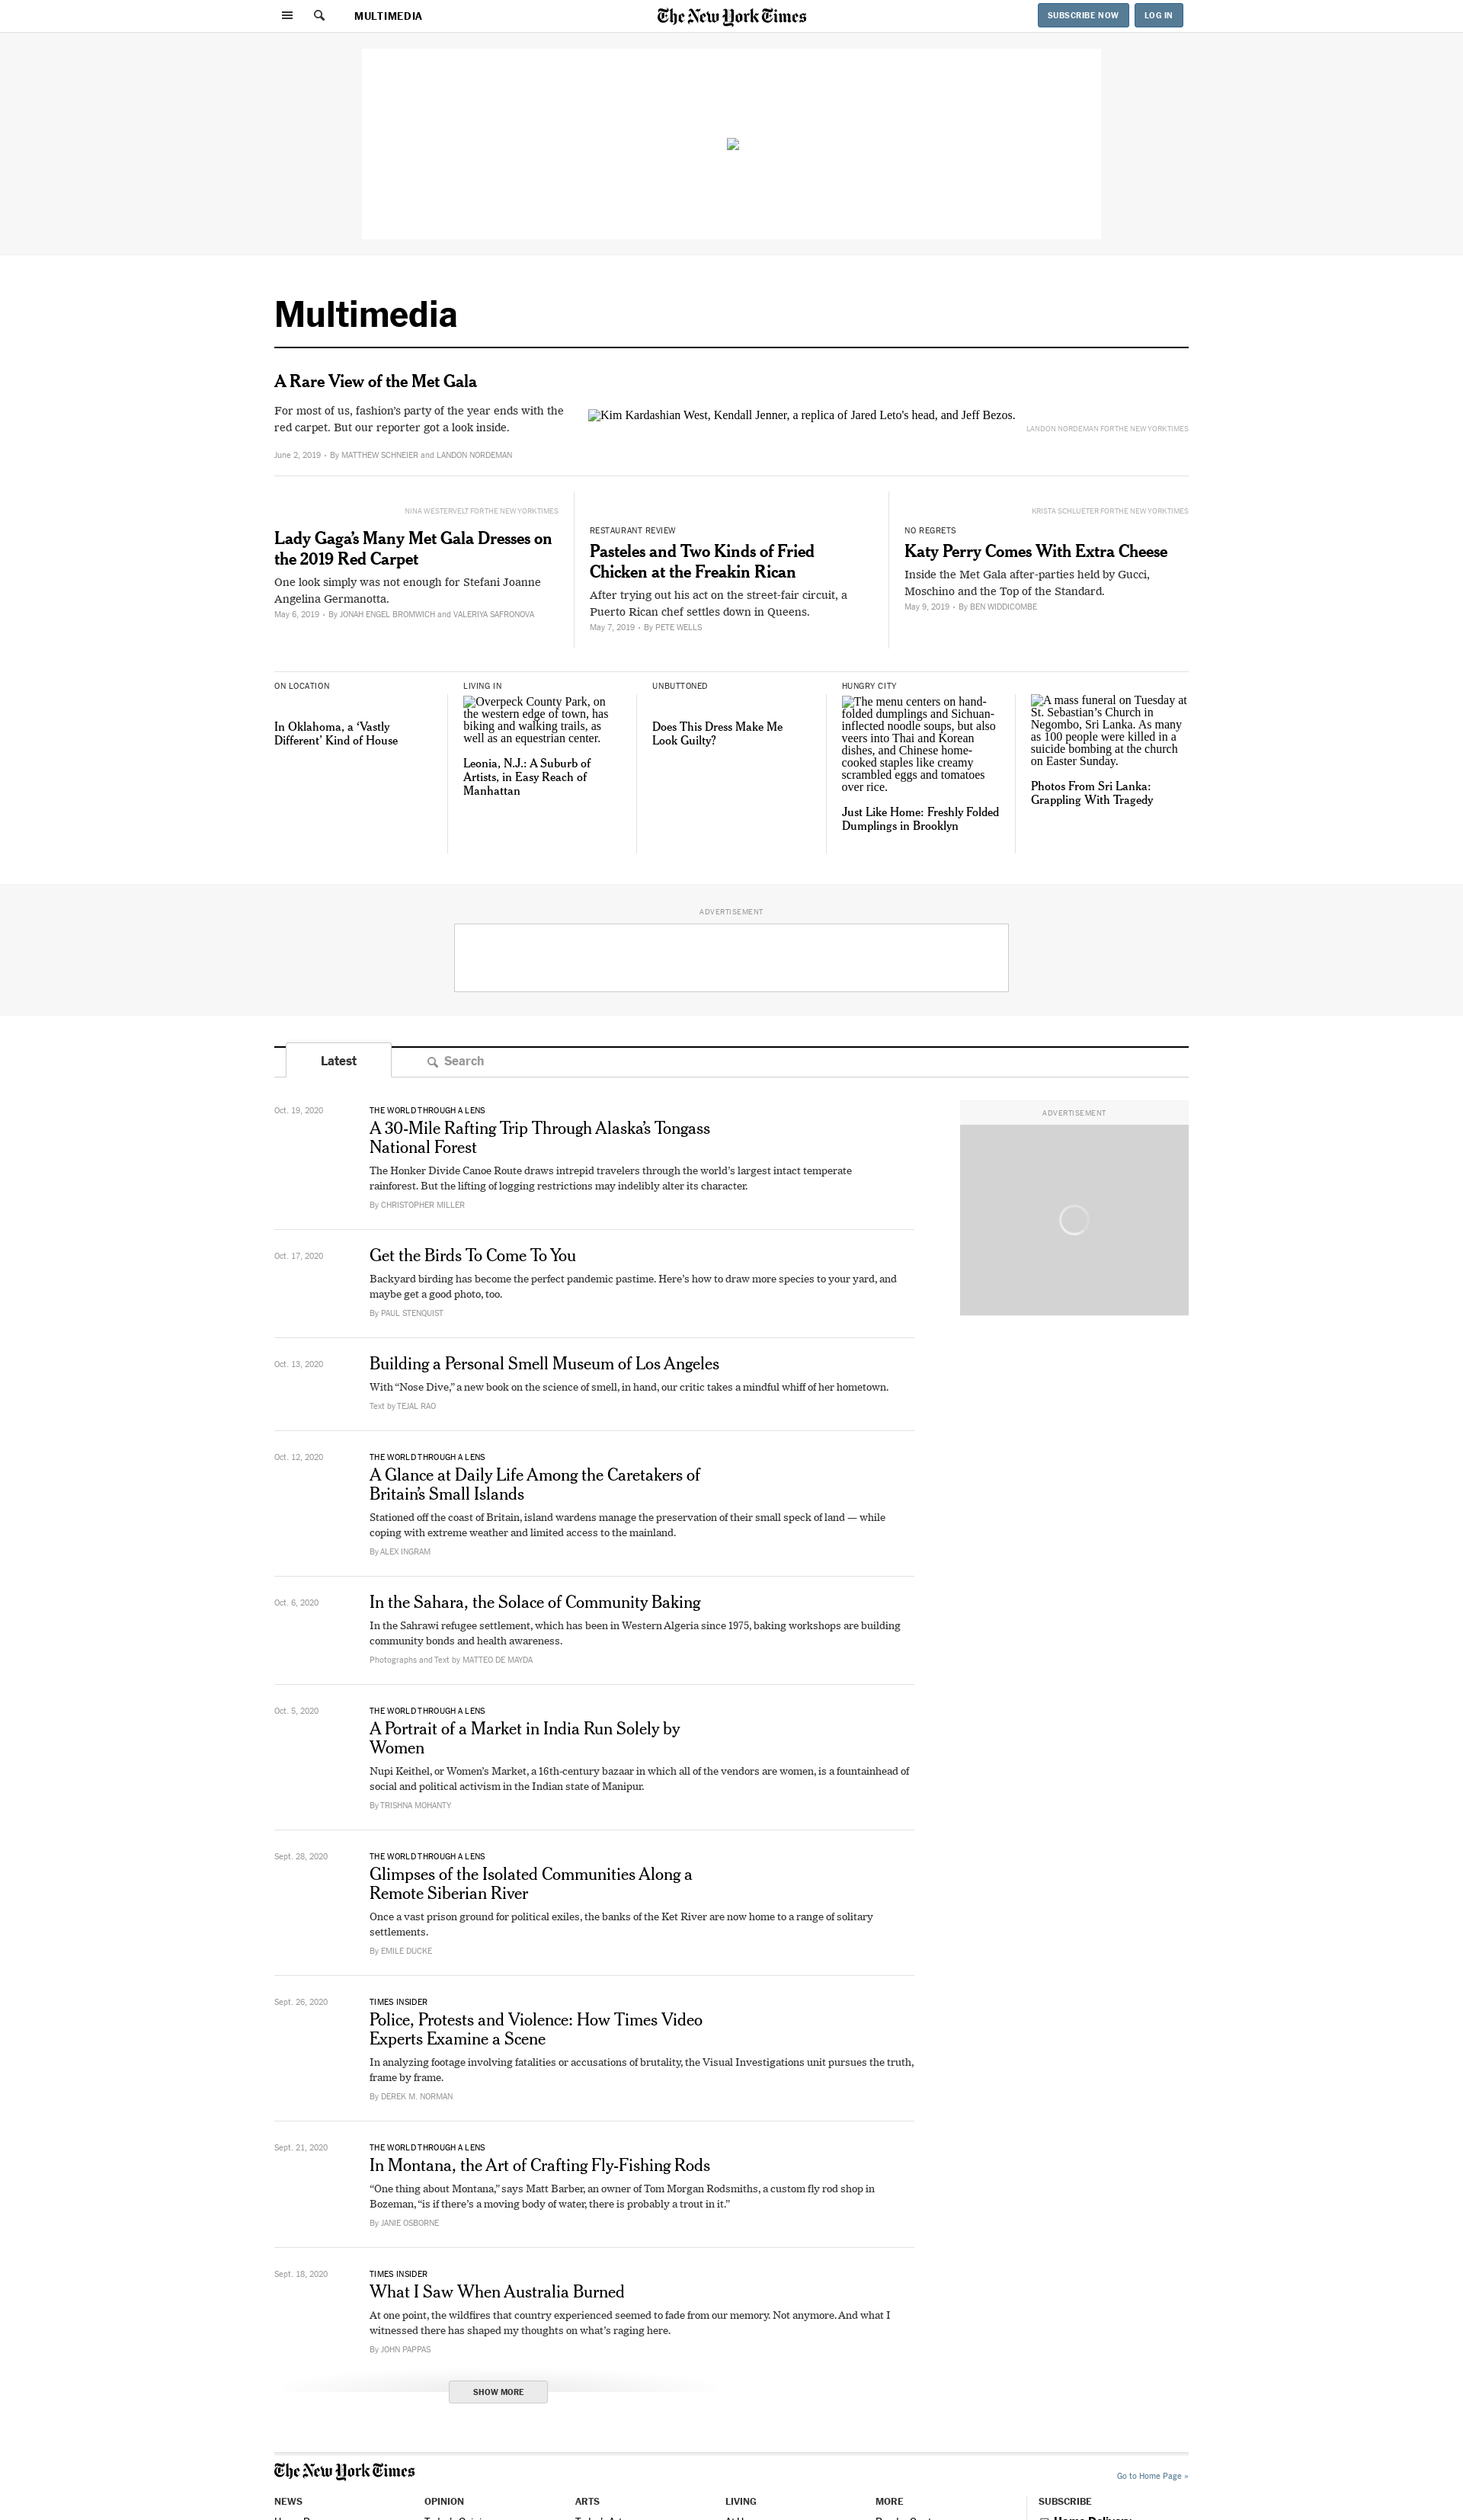 MULTIMEDIA
The New York Times
SUBSCRIBE NOW
LOG IN
Multimedia
A Rare View of the Met Gala
For most of us, fashion’s party of the year ends with the
red carpet. But our reporter got a look inside.
June 2, 2019 • By MATTHEW SCHNEIER and LANDON NORDEMAN
Kim Kardashian West, Kendall Jenner, a replica of Jared Leto's head, and Jeff Bezos.
LANDON NORDEMAN FOR THE NEW YORK TIMES
NINA WESTERVELT FOR THE NEW YORK TIMES
Lady Gaga’s Many Met Gala Dresses on
the 2019 Red Carpet
One look simply was not enough for Stefani Joanne
Angelina Germanotta.
May 6, 2019 • By JONAH ENGEL BROMWICH and VALERIYA SAFRONOVA
RESTAURANT REVIEW
Pasteles and Two Kinds of Fried
Chicken at the Freakin Rican
After trying out his act on the street-fair circuit, a
Puerto Rican chef settles down in Queens.
May 7, 2019 • By PETE WELLS
KRISTA SCHLUETER FOR THE NEW YORK TIMES
NO REGRETS
Katy Perry Comes With Extra Cheese
Inside the Met Gala after-parties held by Gucci,
Moschino and the Top of the Standard.
May 9, 2019 • By BEN WIDDICOMBE
ON LOCATION
In Oklahoma, a ‘Vastly
Different’ Kind of House
LIVING IN
Overpeck County Park, on
the western edge of town, has
biking and walking trails, as
well as an equestrian center.
Leonia, N.J.: A Suburb of
Artists, in Easy Reach of
Manhattan
UNBUTTONED
Does This Dress Make Me
Look Guilty?
HUNGRY CITY
The menu centers on hand-
folded dumplings and Sichuan-
inflected noodle soups, but also
veers into Thai and Korean
dishes, and Chinese home-
cooked staples like creamy
scrambled eggs and tomatoes
over rice.
Just Like Home: Freshly Folded
Dumplings in Brooklyn
A mass funeral on Tuesday at
St. Sebastian’s Church in
Negombo, Sri Lanka. As many
as 100 people were killed in a
suicide bombing at the church
on Easter Sunday.
Photos From Sri Lanka:
Grappling With Tragedy
ADVERTISEMENT
Latest
Search
ADVERTISEMENT
Oct. 19, 2020
THE WORLD THROUGH A LENS
A 30-Mile Rafting Trip Through Alaska’s Tongass
National Forest
The Honker Divide Canoe Route draws intrepid travelers through the world’s largest intact temperate
rainforest. But the lifting of logging restrictions may indelibly alter its character.
By CHRISTOPHER MILLER
Oct. 17, 2020
Get the Birds To Come To You
Backyard birding has become the perfect pandemic pastime. Here’s how to draw more species to your yard, and
maybe get a good photo, too.
By PAUL STENQUIST
Oct. 13, 2020
Building a Personal Smell Museum of Los Angeles
With “Nose Dive,” a new book on the science of smell, in hand, our critic takes a mindful whiff of her hometown.
Text by TEJAL RAO
Oct. 12, 2020
THE WORLD THROUGH A LENS
A Glance at Daily Life Among the Caretakers of
Britain’s Small Islands
Stationed off the coast of Britain, island wardens manage the preservation of their small speck of land — while
coping with extreme weather and limited access to the mainland.
By ALEX INGRAM
Oct. 6, 2020
In the Sahara, the Solace of Community Baking
In the Sahrawi refugee settlement, which has been in Western Algeria since 1975, baking workshops are building
community bonds and health awareness.
Photographs and Text by MATTEO DE MAYDA
Oct. 5, 2020
THE WORLD THROUGH A LENS
A Portrait of a Market in India Run Solely by
Women
Nupi Keithel, or Women’s Market, a 16th-century bazaar in which all of the vendors are women, is a fountainhead of
social and political activism in the Indian state of Manipur.
By TRISHNA MOHANTY
Sept. 28, 2020
THE WORLD THROUGH A LENS
Glimpses of the Isolated Communities Along a
Remote Siberian River
Once a vast prison ground for political exiles, the banks of the Ket River are now home to a range of solitary
settlements.
By EMILE DUCKE
Sept. 26, 2020
TIMES INSIDER
Police, Protests and Violence: How Times Video
Experts Examine a Scene
In analyzing footage involving fatalities or accusations of brutality, the Visual Investigations unit pursues the truth,
frame by frame.
By DEREK M. NORMAN
Sept. 21, 2020
THE WORLD THROUGH A LENS
In Montana, the Art of Crafting Fly-Fishing Rods
“One thing about Montana,” says Matt Barber, an owner of Tom Morgan Rodsmiths, a custom fly rod shop in
Bozeman, “is if there’s a moving body of water, there is probably a trout in it.”
By JANIE OSBORNE
Sept. 18, 2020
TIMES INSIDER
What I Saw When Australia Burned
At one point, the wildfires that country experienced seemed to fade from our memory. Not anymore. And what I
witnessed there has shaped my thoughts on what’s raging here.
By JOHN PAPPAS
SHOW MORE
The New York Times
Go to Home Page »
NEWS
OPINION
ARTS
LIVING
MORE
SUBSCRIBE